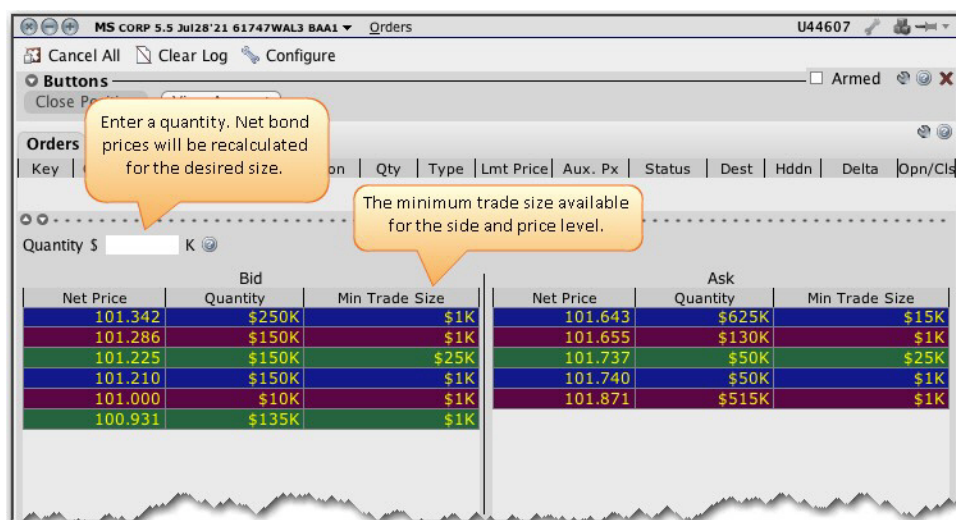 MS CORP 5.5 Jul28'21 61747WAL3 BAA1 Orders U44607
Cancel All Clear Log Configure
Buttons Armed
Close
Enter a quantity. Net bond
prices will be recalculated
for the desired size.
Orders
Key Qty Type Lmt Price Aux. Px Status Dest Hddn Delta Opn/Cls
The minimum trade size available
for the side and price level.
Quantity $ K
Bid Ask
Net Price Quantity Min Trade Size Net Price Quantity Min Trade Size
101.342 $250K $1K 101.643 $625K $15K
101.286 $150K $1K 101.655 $130K $1K
101.225 $150K $25K 101.737 $50K $25K
101.210 $150K $1K 101.740 $50K $1K
101.000 $10K $1K 101.871 $515K $1K
100.931 $135K $1K